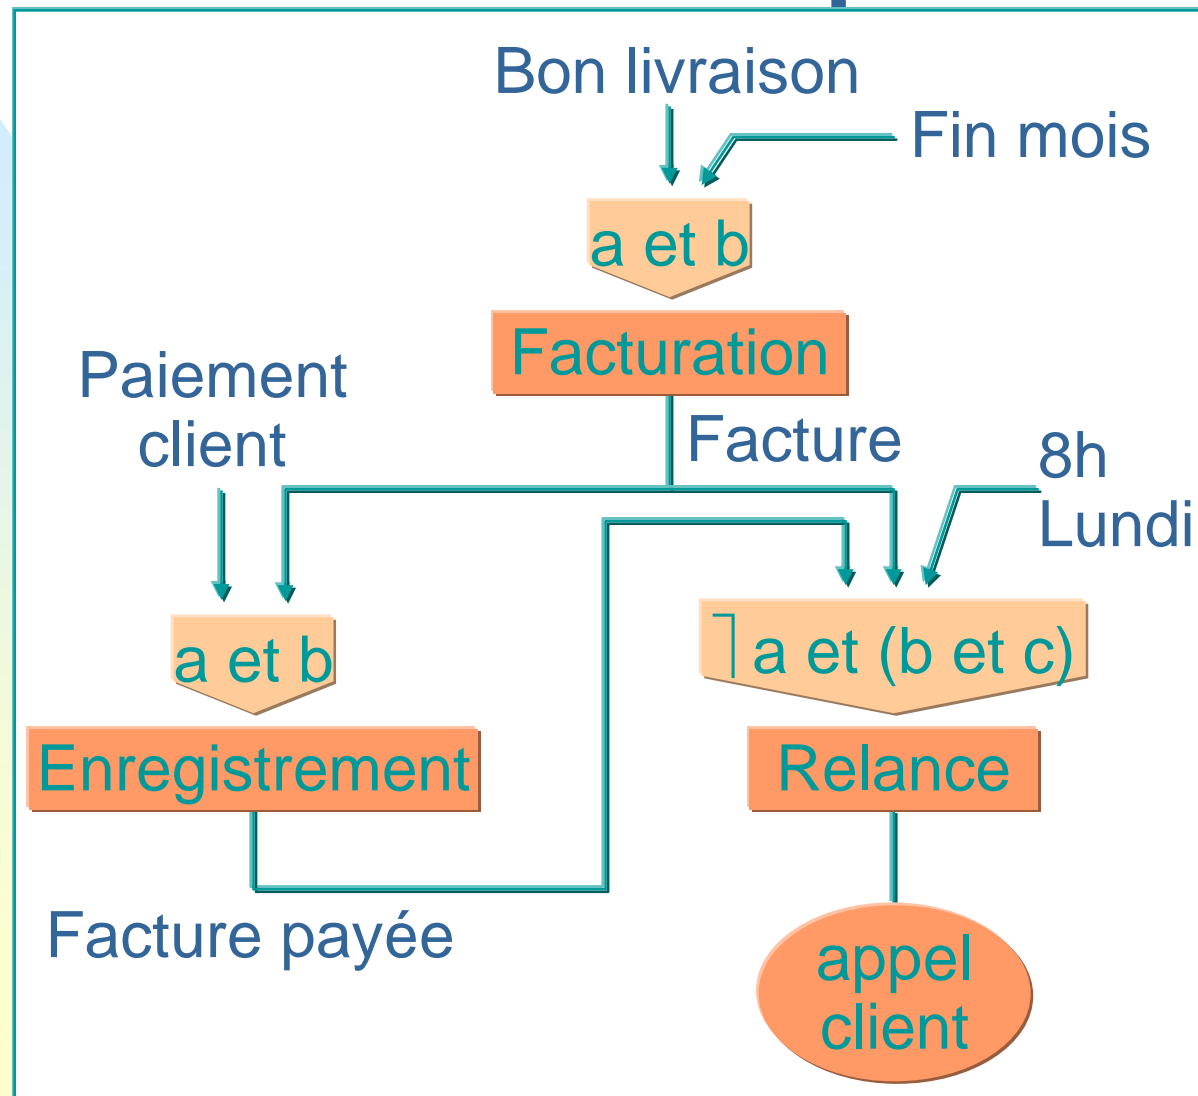 Bon livraison
Fin mois
a et b
Facturation
Paiement
client
Facture
8h
Lundi
a et b
⏋a et (b et c)
Enregistrement
Relance
Facture payée
appel
client